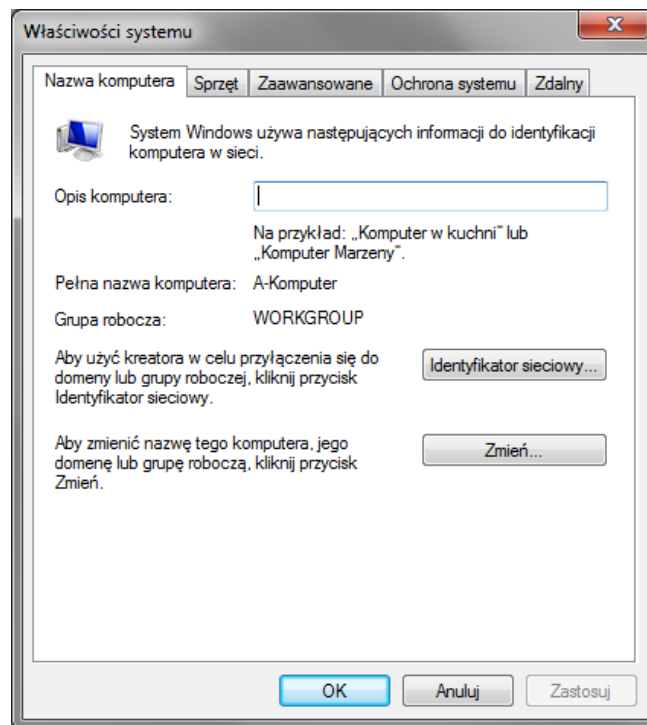 Właściwości systemu
Nazwa komputera
Sprzęt
Zaawansowane
Ochrona systemu
Zdalny
System Windows używa następujących informacji do identyfikacji
komputera w sieci.
Opis komputera:
Na przykład: „Komputer w kuchni" lub
„Komputer Marzeny".
Pełna nazwa komputera: A-Komputer
Grupa robocza: WORKGROUP
Aby użyć kreatora w celu przyłączenia się do
domeny lub grupy roboczej, kliknij przycisk
Identyfikator sieciowy.
Identyfikator sieciowy...
Aby zmienić nazwę tego komputera, jego
domenę lub grupę roboczą, kliknij przycisk
Zmień.
Zmień...
OK
Anuluj
Zastosuj